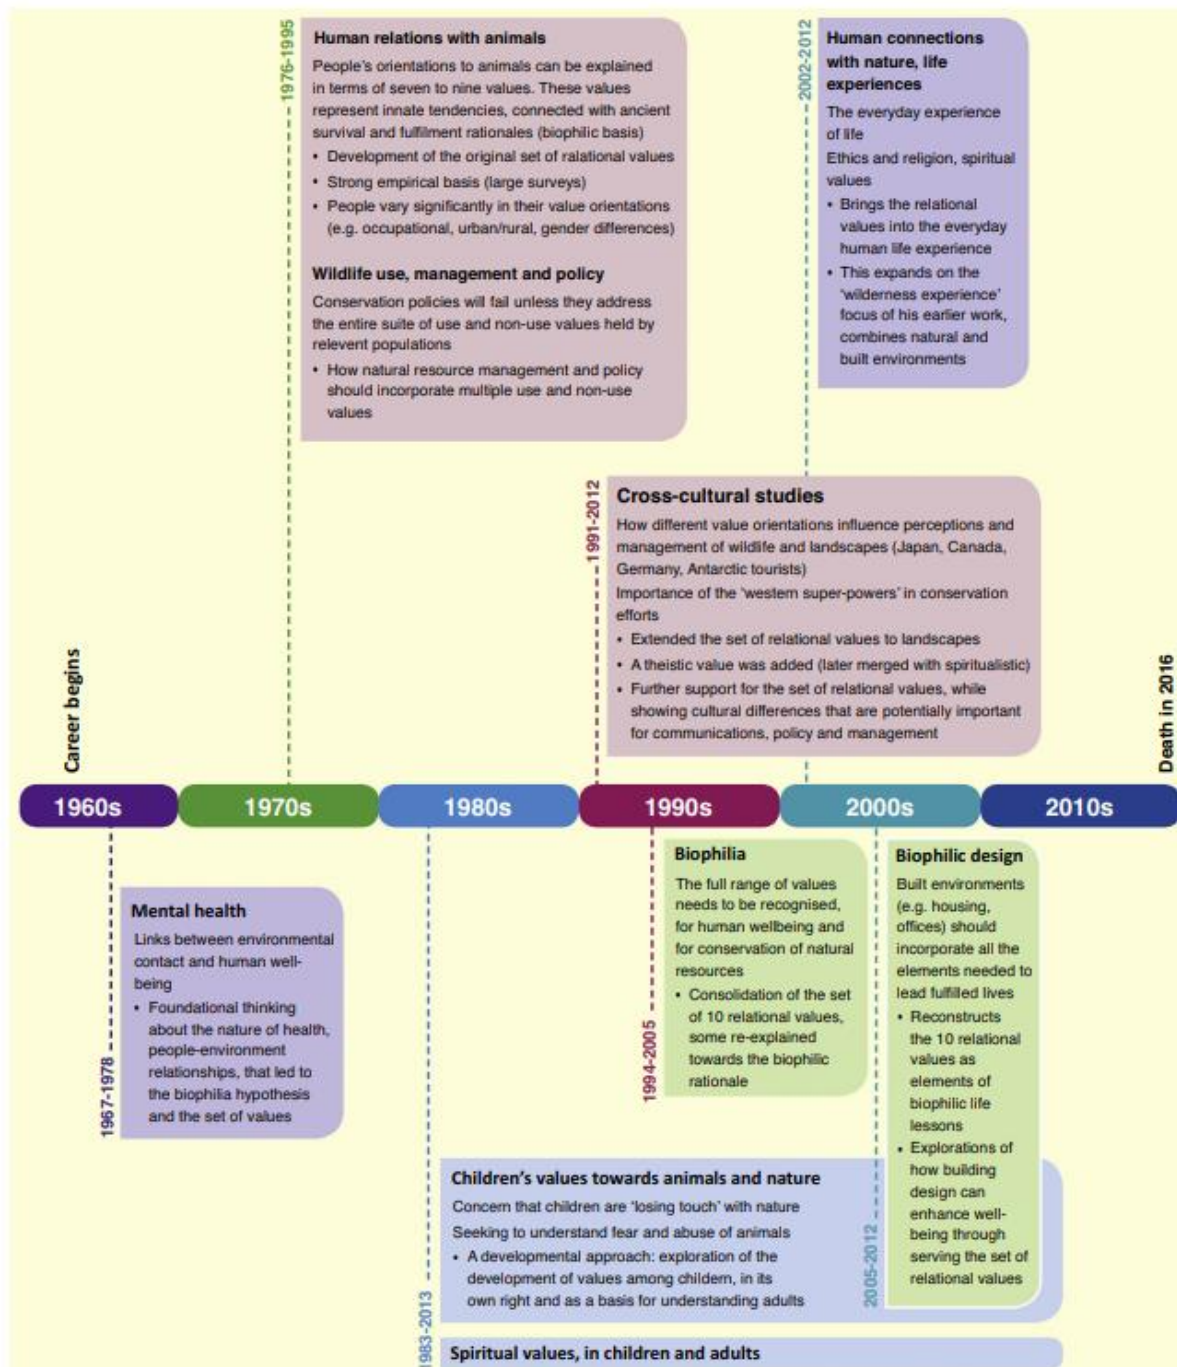 1976-1995
Human relations with animals
People's orientations to animals can be explained
in terms of seven to nine values. These values
represent innate tendencies, connected with ancient
survival and fulfilment rationales (biophilic basis)
• Development of the original set of ralational values
• Strong empirical basis (large surveys)
• People vary significantly in their value orientations
(e.g. occupational, urban/rural, gender differences)
Wildlife use, management and policy
Conservation policies will fail unless they address
the entire suite of use and non-use values held by
relevent populations
• How natural resource management and policy
should incorporate multiple use and non-use
values
2002-2012
Human connections
with nature, life
experiences
The everyday experience
of life
Ethics and religion, spiritual
values
• Brings the relational
values into the everyday
human life experience
• This expands on the
'wilderness experience'
focus of his earlier work,
combines natural and
built environments
1991-2012
Cross-cultural studies
How different value orientations influence perceptions and
management of wildlife and landscapes (Japan, Canada,
Germany, Antarctic tourists)
Importance of the 'western super-powers' in conservation
efforts
• Extended the set of relational values to landscapes
• A theistic value was added (later merged with spiritualistic)
• Further support for the set of relational values, while
showing cultural differences that are potentially important
for communications, policy and management
Career begins
Death in 2016
1960s
1970s
1980s
1990s
2000s
2010s
1967-1978
Mental health
Links between environmental
contact and human well-
being
• Foundational thinking
about the nature of health,
people-environment
relationships, that led to
the biophilia hypothesis
and the set of values
1994-2005
Biophilia
The full range of values
needs to be recognised,
for human wellbeing and
for conservation of natural
resources
• Consolidation of the set
of 10 relational values,
some re-explained
towards the biophilic
rationale
2005-2012
Biophilic design
Built environments
(e.g. housing,
offices) should
incorporate all the
elements needed to
lead fulfilled lives
• Reconstructs
the 10 relational
values as
elements of
biophilic life
lessons
• Explorations of
how building
design can
enhance well-
being through
serving the set of
relational values
1983-2013
Children's values towards animals and nature
Concern that children are 'losing touch' with nature
Seeking to understand fear and abuse of animals
• A developmental approach: exploration of the
development of values among childern, in its
own right and as a basis for understanding adults
Spiritual values, in children and adults